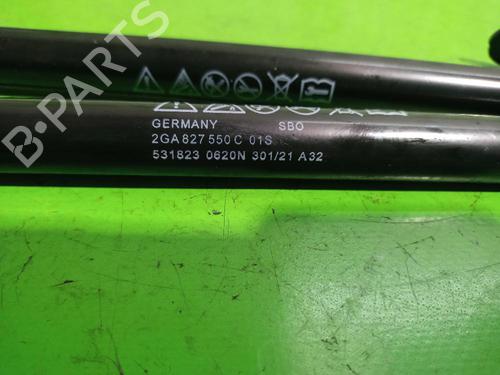 GERMANY SBO
2GA 827 550 C 01S
531823 0620N 301/21 A32
B-PARTS